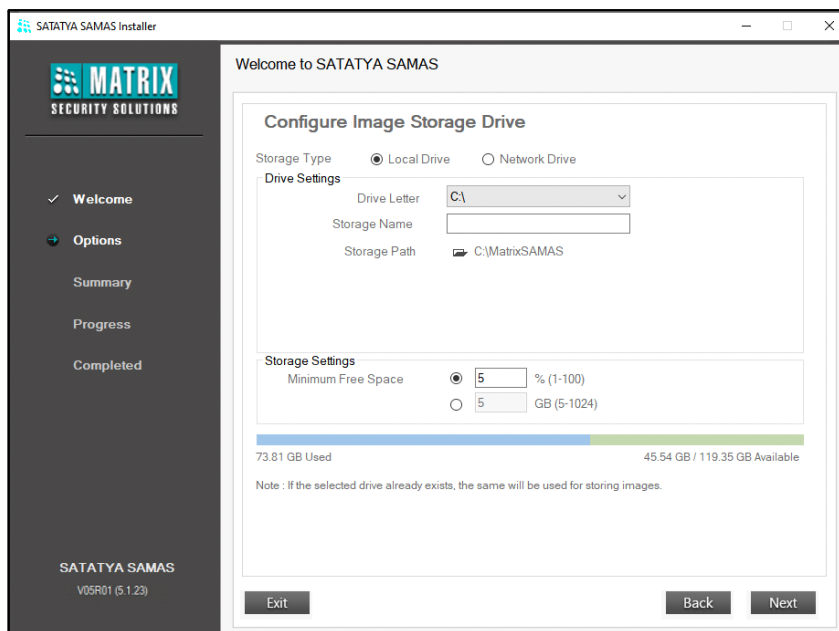 SATATYA SAMAS Installer
MATRIX
SECURITY SOLUTIONS
Welcome
Options
Summary
Progress
Completed
SATATYA SAMAS
V05R01 (5.1.23)
Welcome to SATATYA SAMAS
Configure Image Storage Drive
Storage Type Local Drive Network Drive
Drive Settings
Drive Letter C:\
Storage Name
Storage Path C:\MatrixSAMAS
Storage Settings
Minimum Free Space 5 % (1-100)
5 GB (5-1024)
73.81 GB Used 45.54 GB / 119.35 GB Available
Note : If the selected drive already exists, the same will be used for storing images.
Exit Back Next